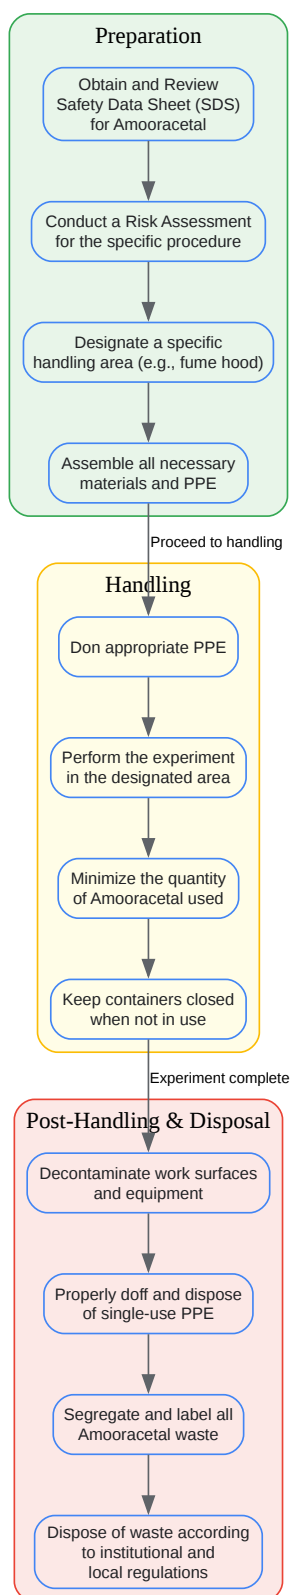 Preparation
Obtain and Review
Safety Data Sheet (SDS)
for Amooracetal
Conduct a Risk Assessment
for the specific procedure
Designate a specific
handling area (e.g., fume hood)
Assemble all necessary
materials and PPE
Proceed to handling
Handling
Don appropriate PPE
Perform the experiment
in the designated area
Minimize the quantity
of Amooracetal used
Keep containers closed
when not in use
Experiment complete
Post-Handling & Disposal
Decontaminate work surfaces
and equipment
Properly doff and dispose
of single-use PPE
Segregate and label all
Amooracetal waste
Dispose of waste according
to institutional and
local regulations